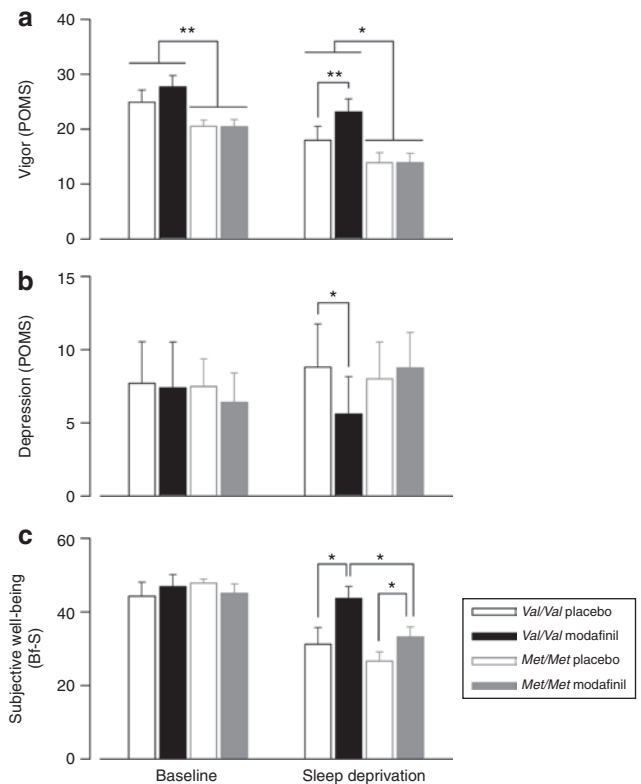 a
40
30
20
10
0
Vigor (POMS)
**
**
*
b
15
10
5
0
Depression (POMS)
*
c
60
40
20
0
Subjective well-being
(Bf-S)
*
*
*
Baseline
Sleep deprivation
Val/Val placebo
Val/Val modafinil
Met/Met placebo
Met/Met modafinil